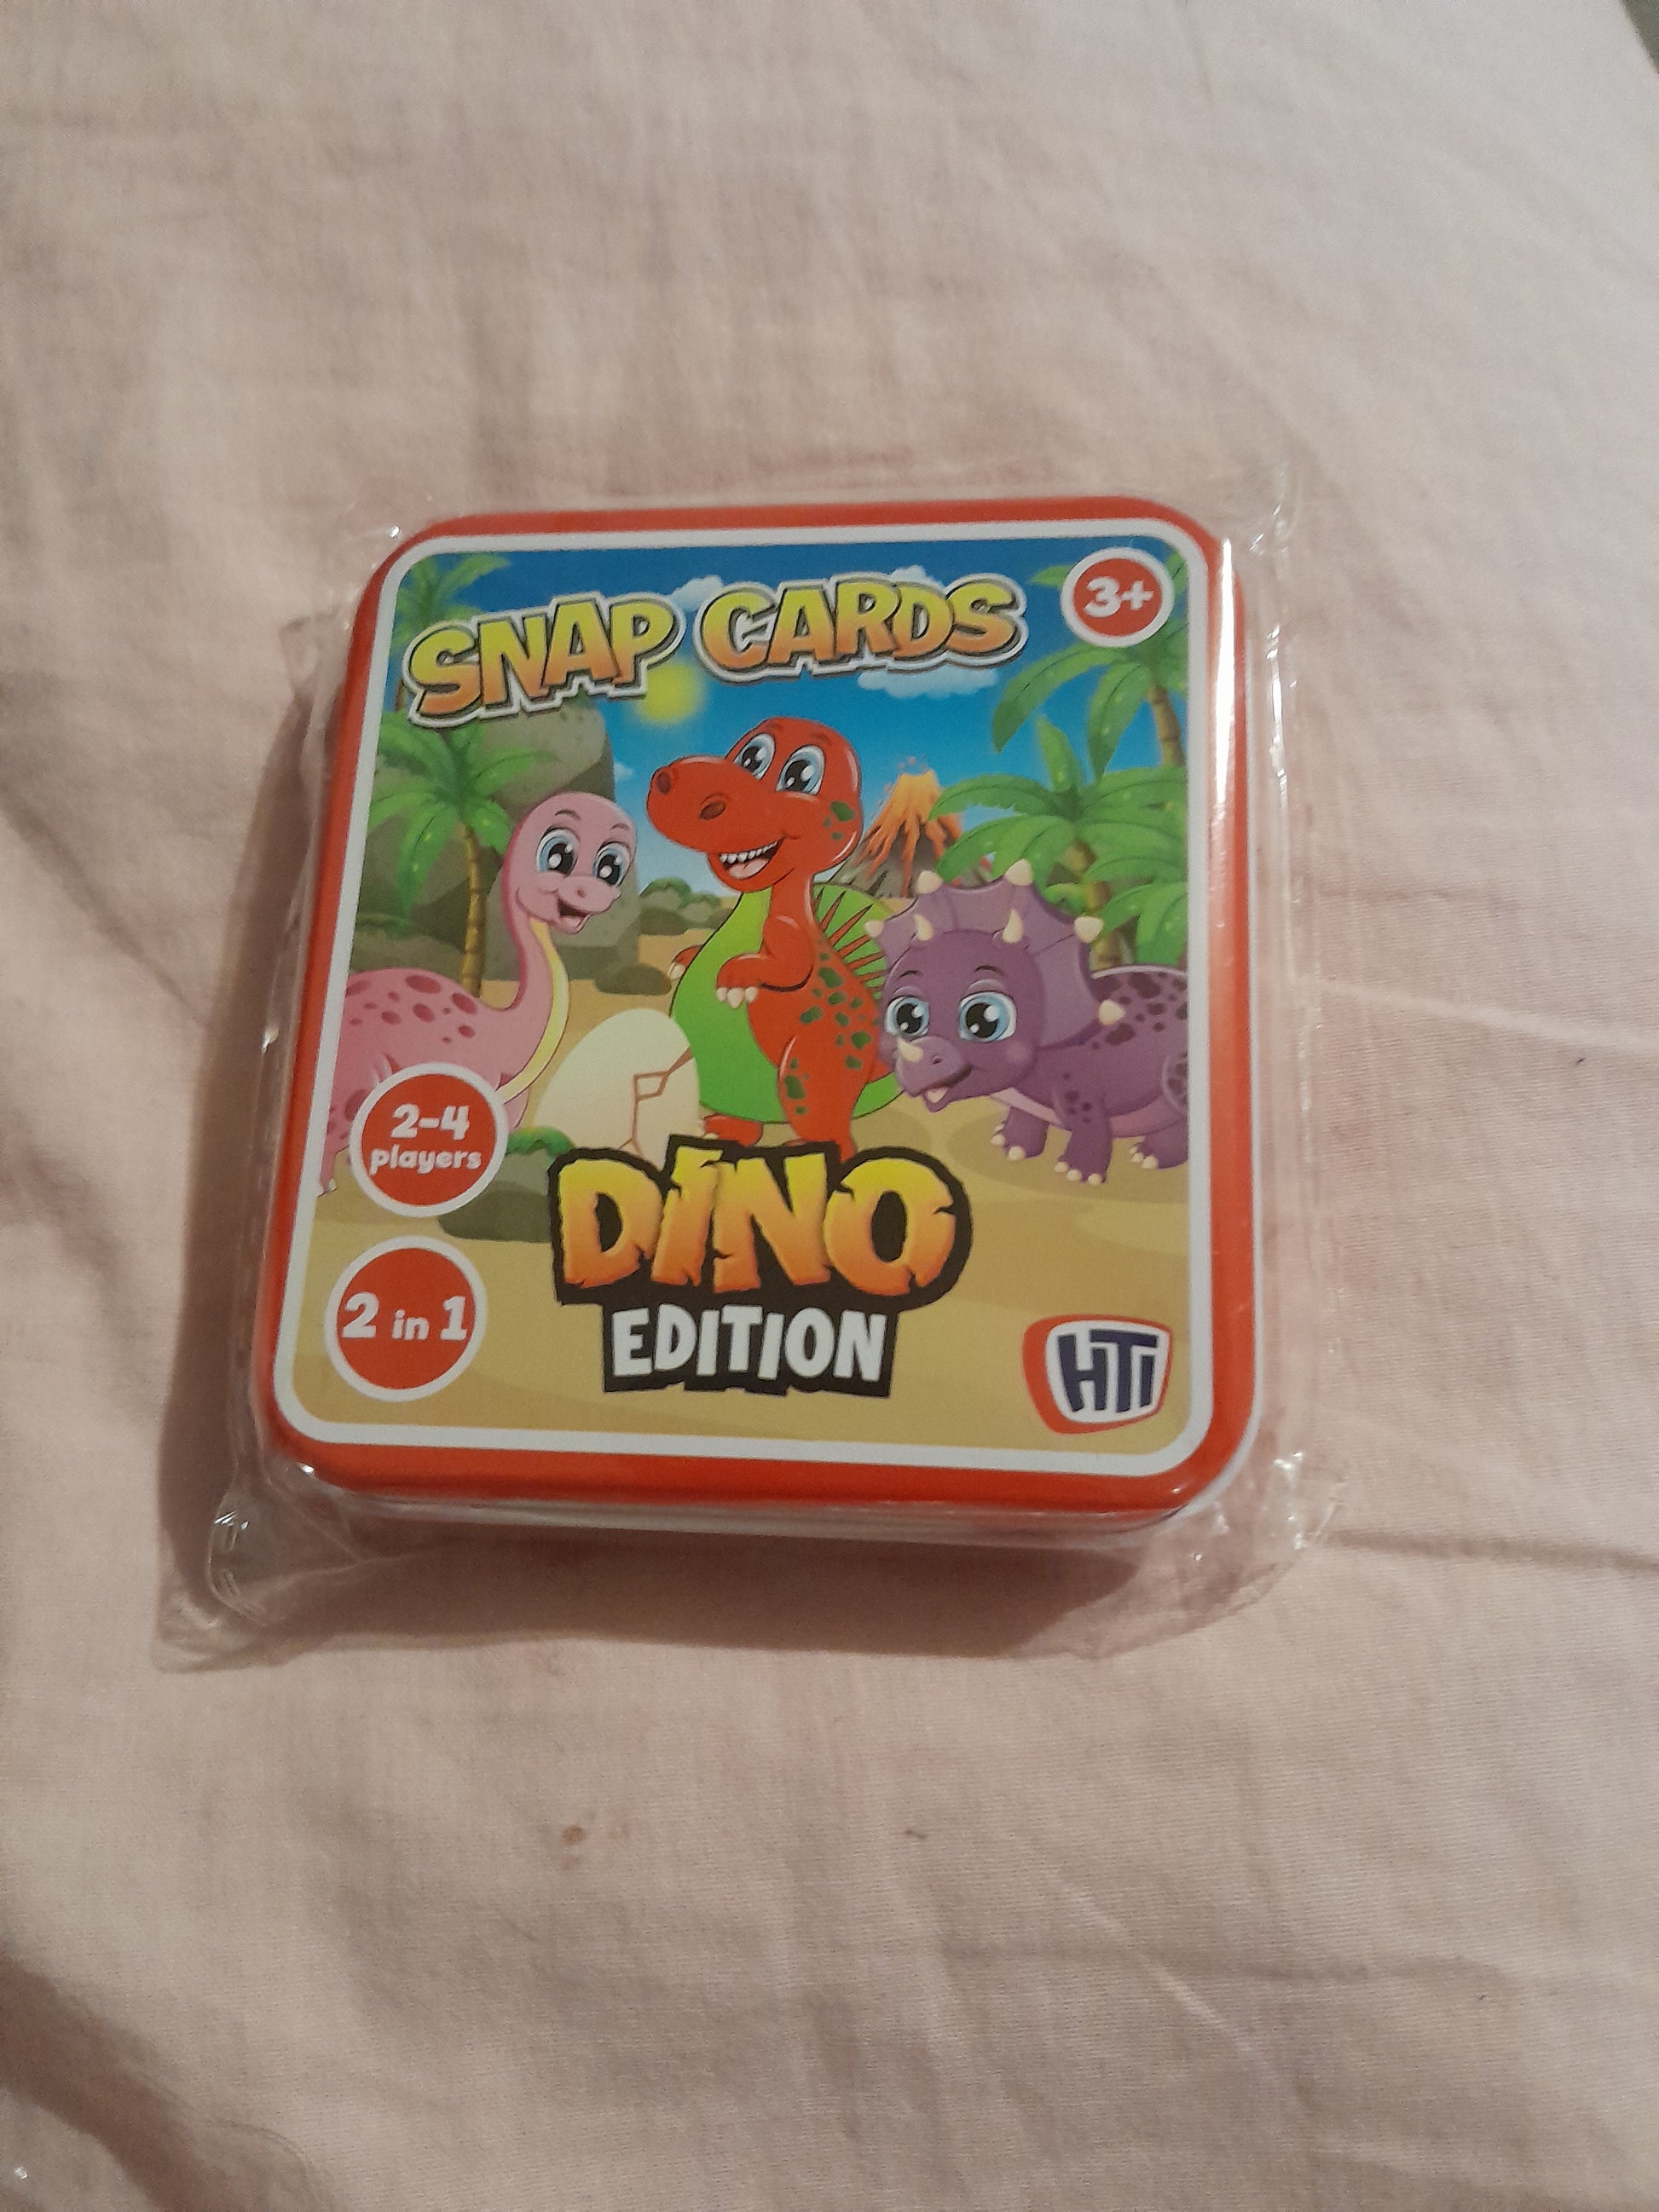 SNAP CARDS
3+
2-4
players
DINO
EDITION
2 in 1
HTi